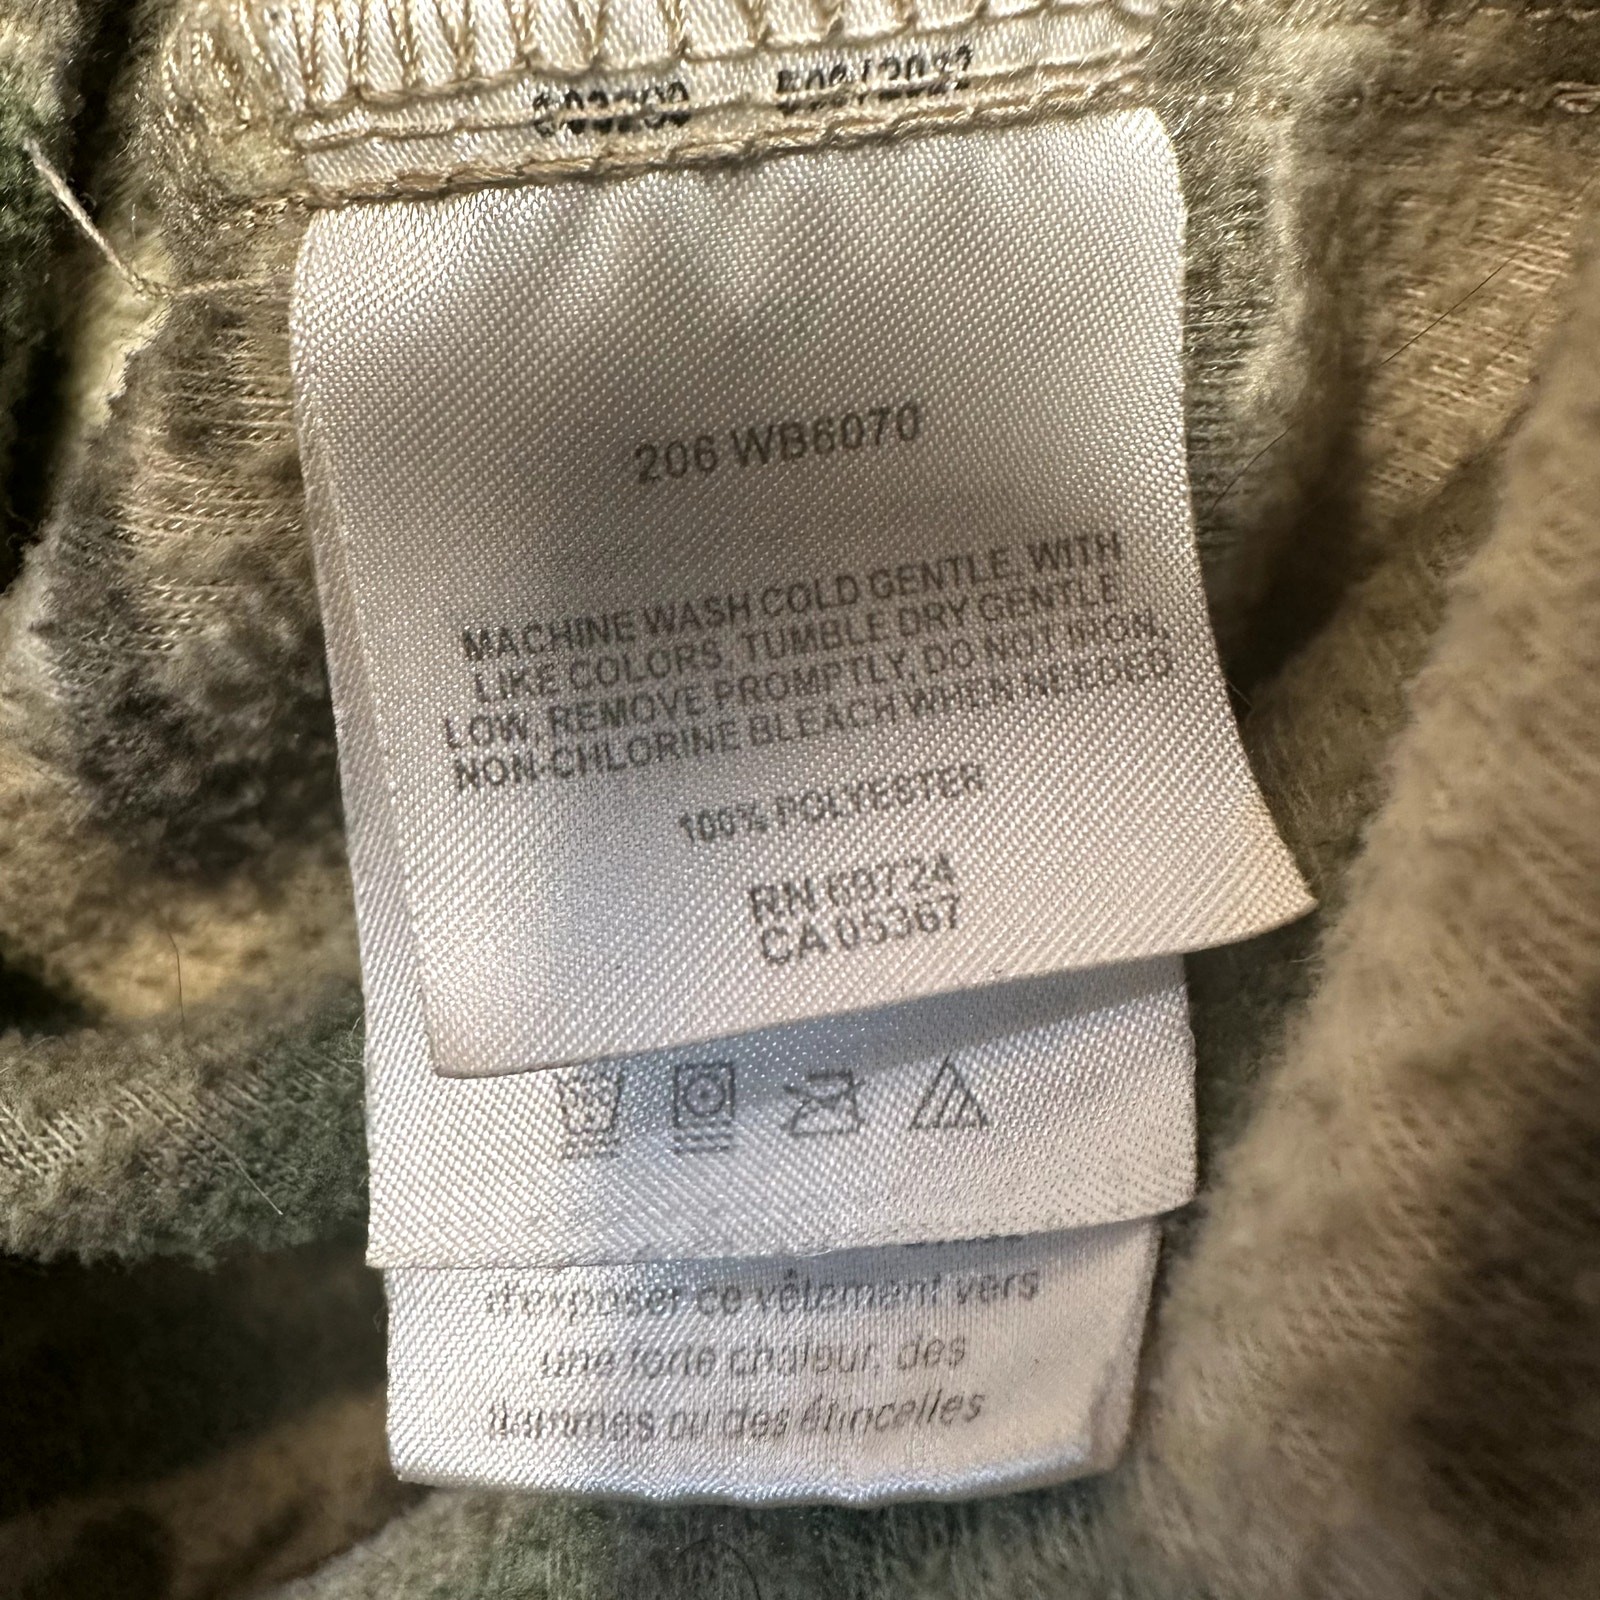 206 WB6070
MACHINE WASH COLD GENTLE, WITH
LIKE COLORS, TUMBLE DRY GENTLE
LOW, REMOVE PROMPTLY, DO NOT IRON,
NON-CHLORINE BLEACH WHEN NEEDED
100% POLYESTER
RN 69724
CA 05367
d'exposer ce vêtement vers
une forte chaleur, des
flammes ou des étincelles